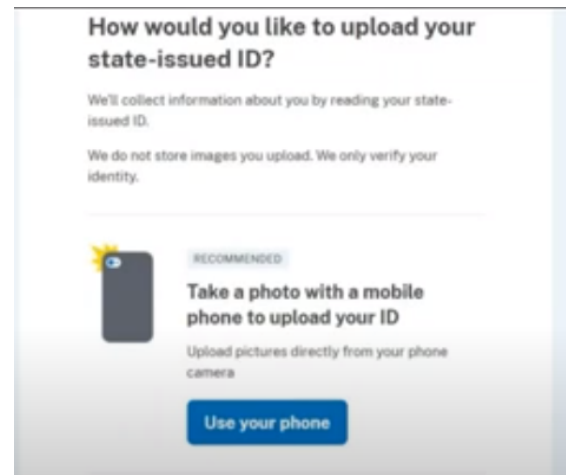 How would you like to upload your
state-issued ID?
We'll collect information about you by reading your state-
issued ID.
We do not store images you upload. We only verify your
identity.
RECOMMENDED
Take a photo with a mobile
phone to upload your ID
Upload pictures directly from your phone
camera
Use your phone